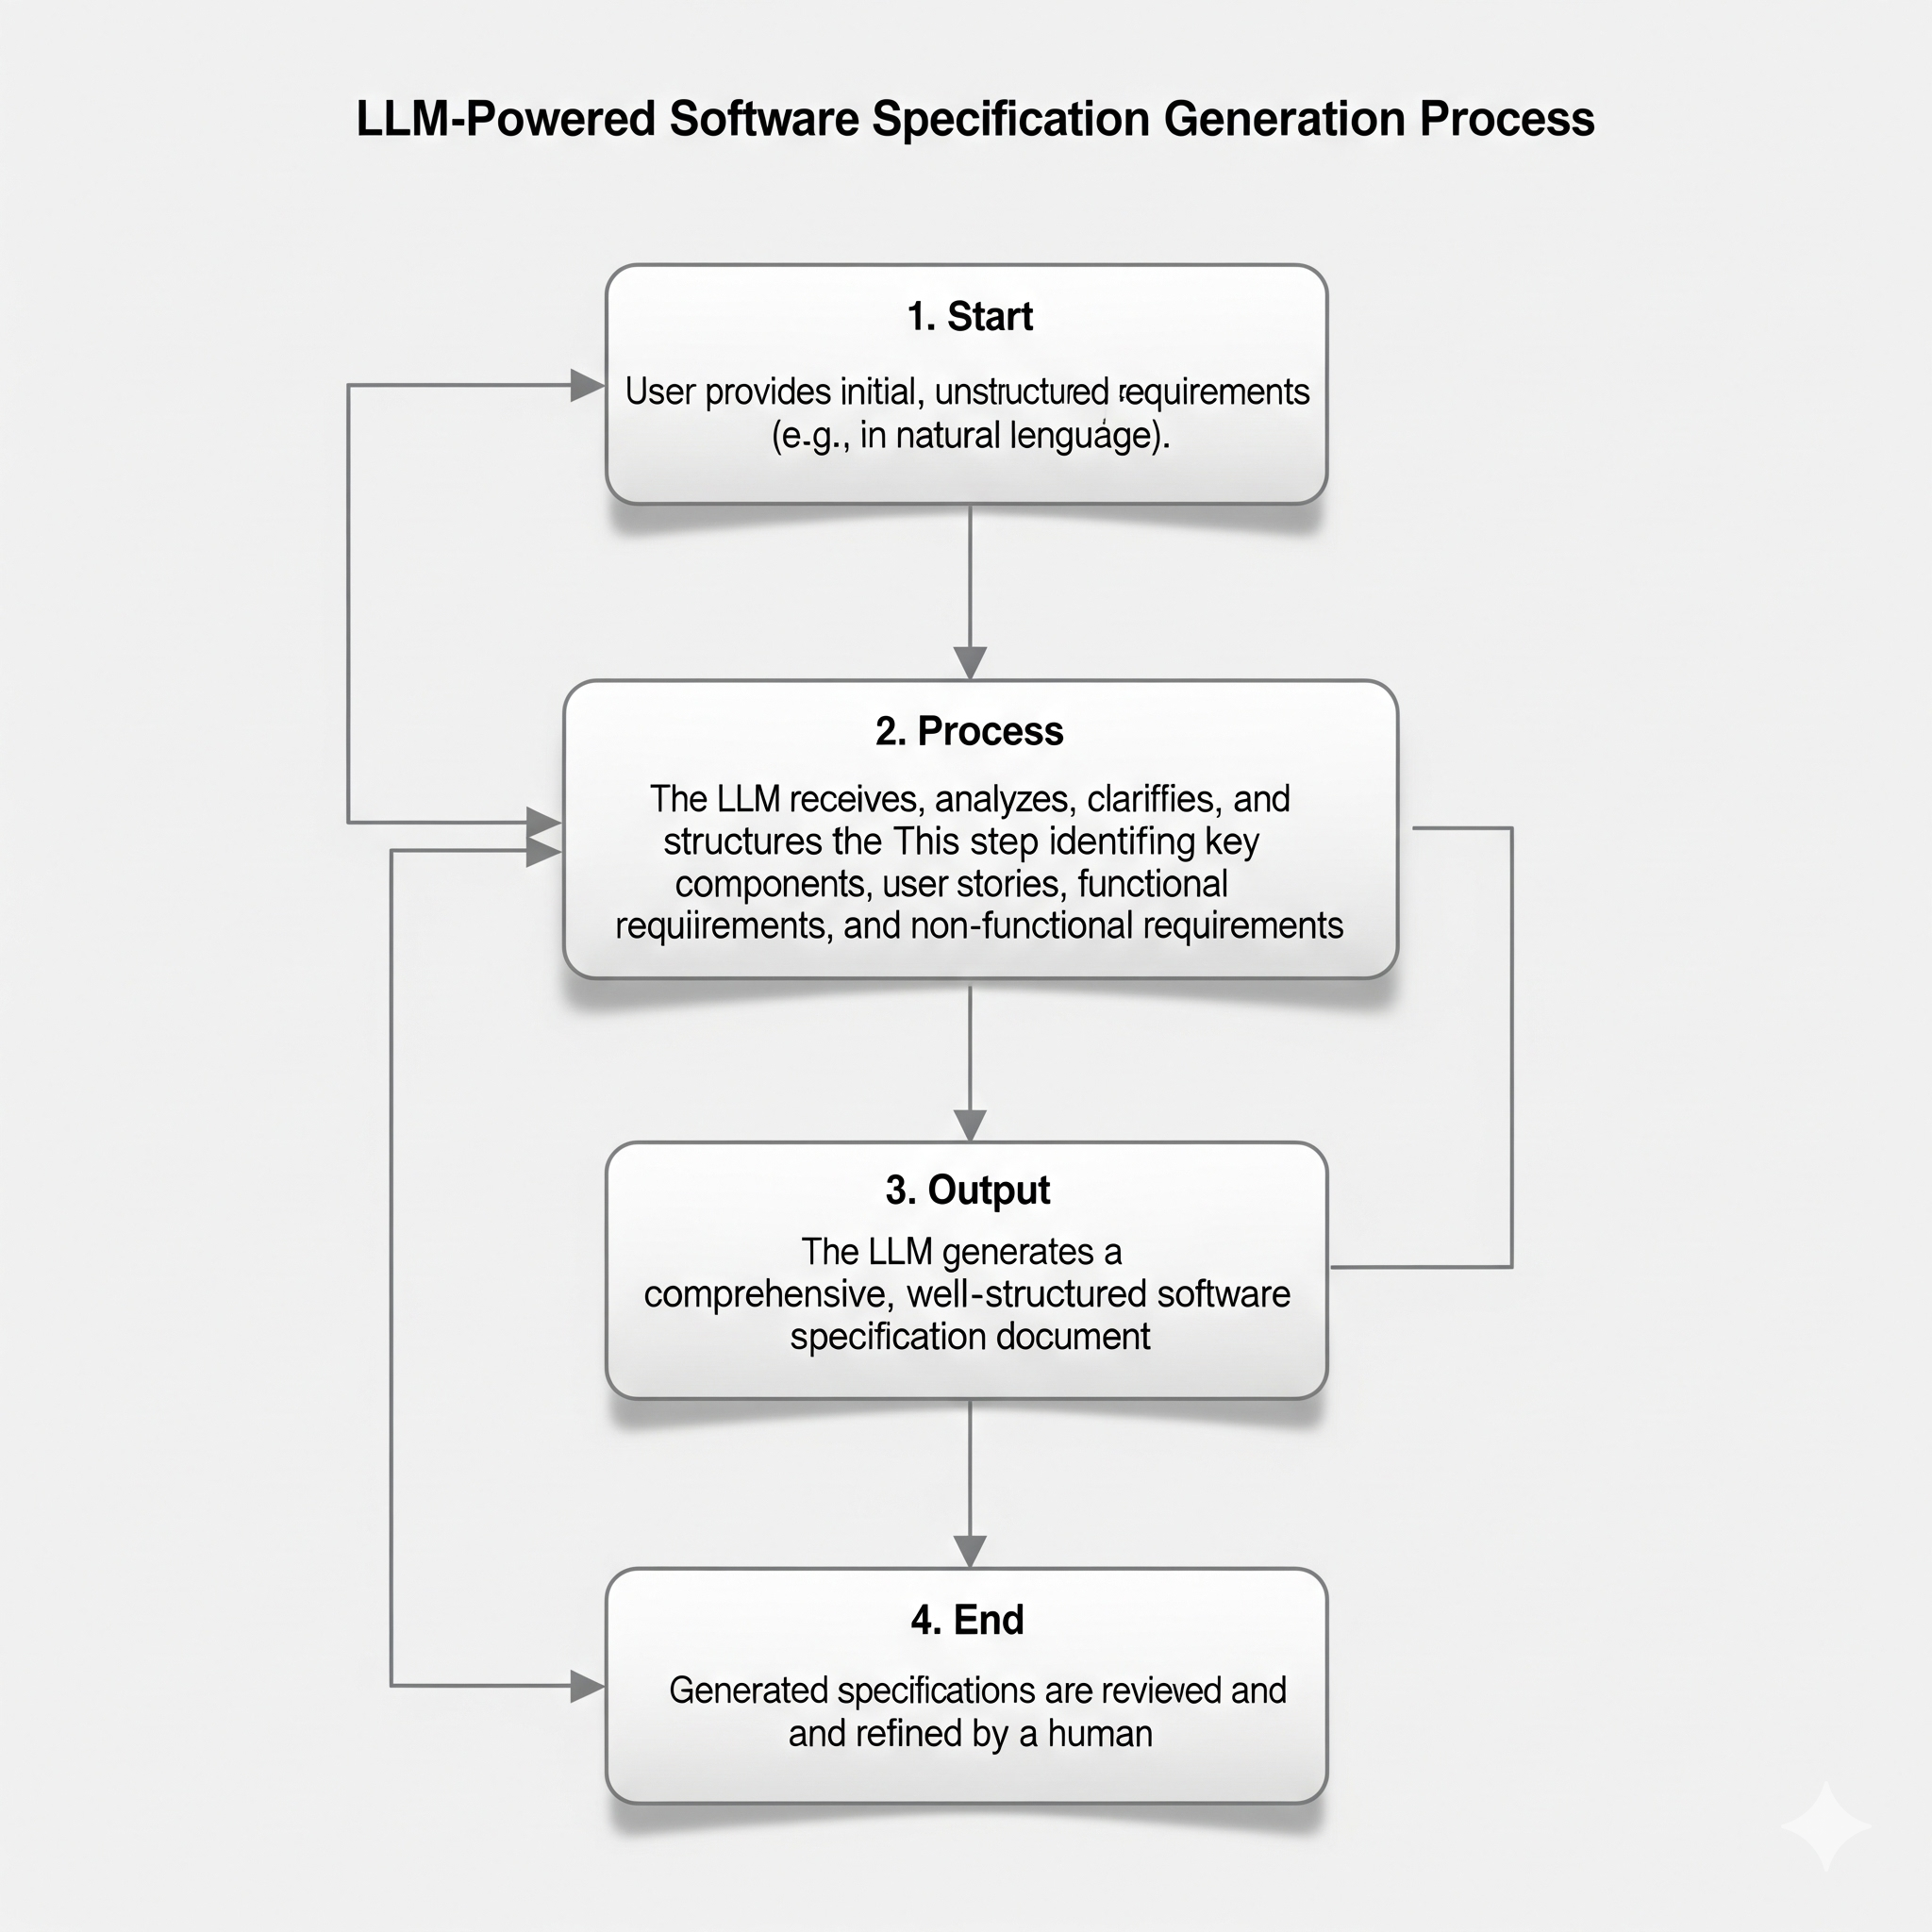 LLM-Powered Software Specification Generation Process
1. Start
User provides initial, unstructured requirements
(e.g., in natural lenguage).
2. Process
The LLM receives, analyzes, clariffies, and
structures the This step identifing key
components, user stories, functional
requiirements, and non-functional requirements
3. Output
The LLM generates a
comprehensive, well-structured software
specification document
4. End
Generated specifications are reviewed and
and refined by a human